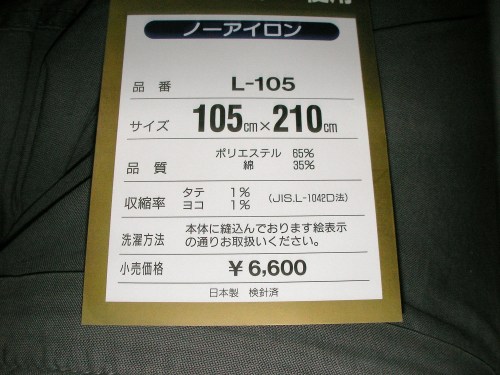 使用
ノーアイロン
品番 L-105
サイズ 105cm×210cm
品質 ポリエステル 65%
綿 35%
収縮率 タテ 1%
ヨコ 1%
(JIS.L-1042D法)
洗濯方法 本体に縫込んでおります絵表示
の通りお取扱いください。
小売価格 ¥6,600
日本製 検針済